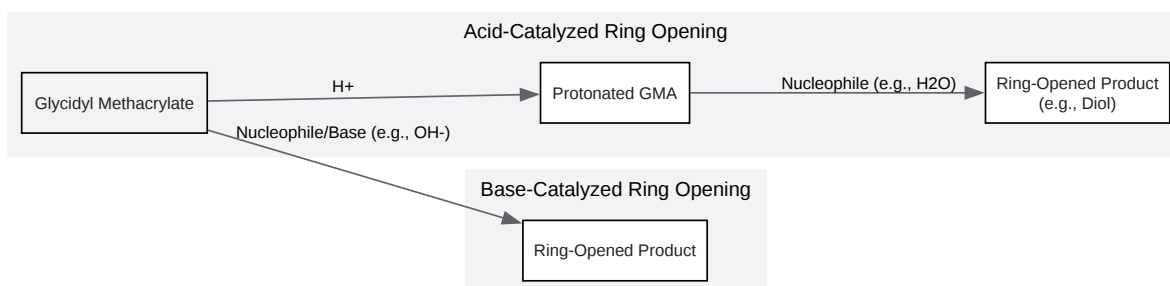 Acid-Catalyzed Ring Opening
Glycidyl Methacrylate
H+
Protonated GMA
Nucleophile (e.g., H2O)
Ring-Opened Product
(e.g., Diol)
Nucleophile/Base (e.g., OH-)
Base-Catalyzed Ring Opening
Ring-Opened Product